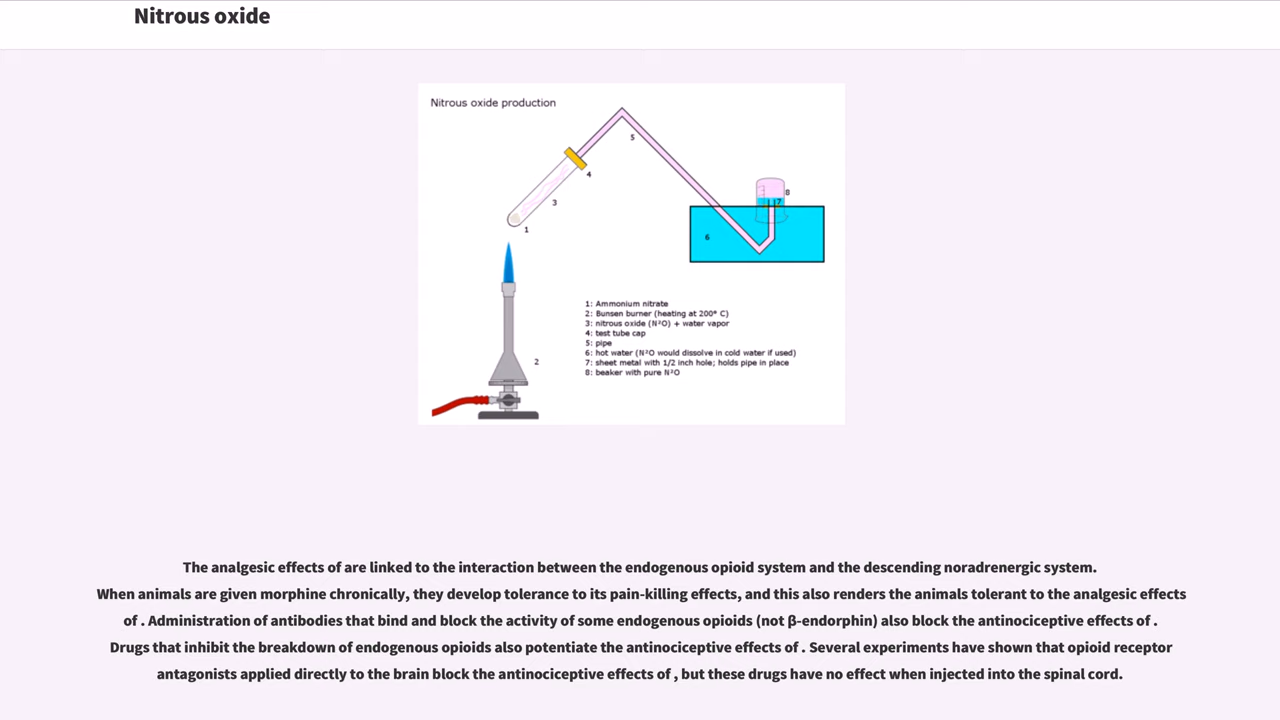 Nitrous oxide
Nitrous oxide production
5
4
3
1
8
7
6
2
1: Ammonium nitrate
2: Bunsen burner (heating at 200° C)
3: nitrous oxide (N²O) + water vapor
4: test tube cap
5: pipe
6: hot water (N²O would dissolve in cold water if used)
7: sheet metal with 1/2 inch hole; holds pipe in place
8: beaker with pure N²O
The analgesic effects of are linked to the interaction between the endogenous opioid system and the descending noradrenergic system.
When animals are given morphine chronically, they develop tolerance to its pain-killing effects, and this also renders the animals tolerant to the analgesic effects
of . Administration of antibodies that bind and block the activity of some endogenous opioids (not β-endorphin) also block the antinociceptive effects of .
Drugs that inhibit the breakdown of endogenous opioids also potentiate the antinociceptive effects of . Several experiments have shown that opioid receptor
antagonists applied directly to the brain block the antinociceptive effects of , but these drugs have no effect when injected into the spinal cord.